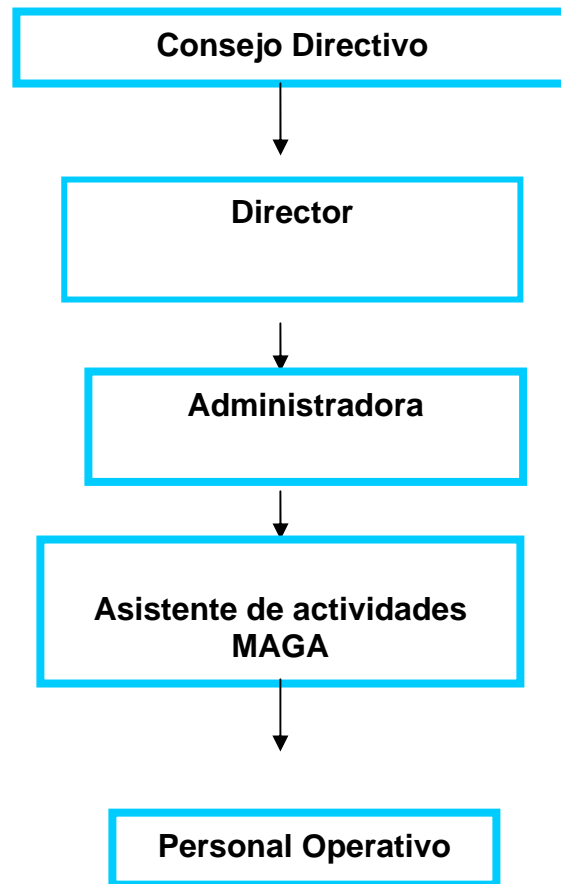 Consejo Directivo
Director
Administradora
Asistente de actividades
MAGA
Personal Operativo